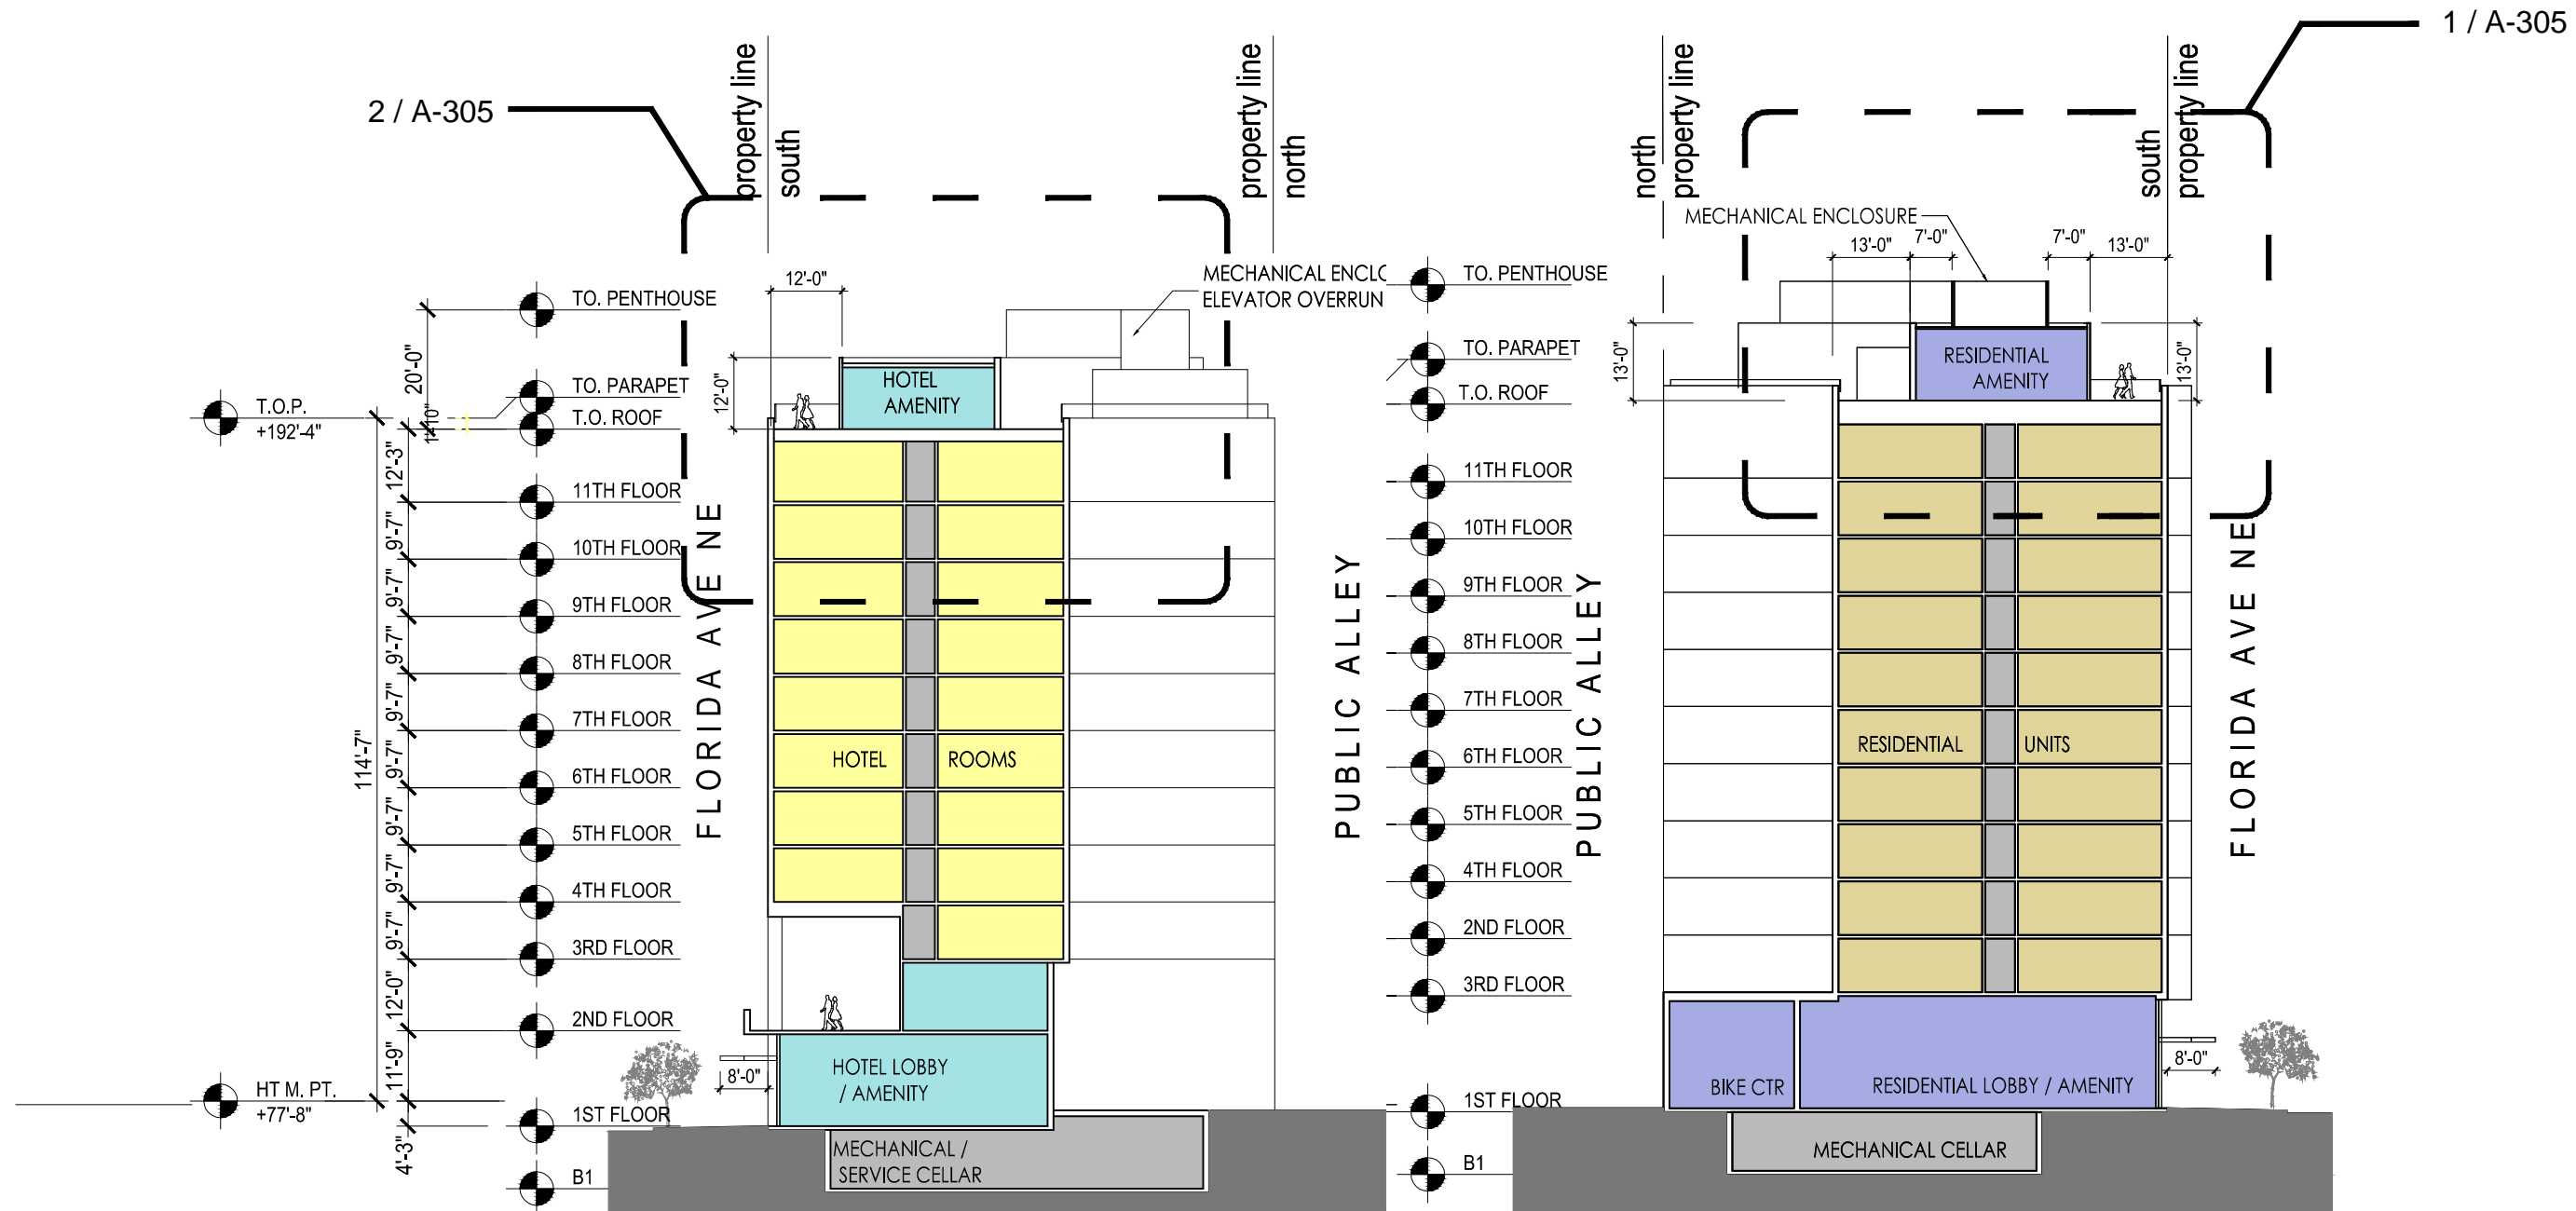 1 / A-305
2 / A-305
property line
south
property line
north
north
property line
south
property line
MECHANICAL ENCLOSURE
13'-0"
7'-0"
7'-0"
13'-0"
12'-0"
MECHANICAL ENCLO
ELEVATOR OVERRUN
TO. PENTHOUSE
TO. PARAPET
T.O. ROOF
11TH FLOOR
10TH FLOOR
9TH FLOOR
8TH FLOOR
7TH FLOOR
6TH FLOOR
5TH FLOOR
4TH FLOOR
3RD FLOOR
2ND FLOOR
1ST FLOOR
B1
T.O.P.
+192'-4"
HT M. PT.
+77'-8"
114'-7"
20'-0"
1'-10"
12'-3"
9'-7"
9'-7"
9'-7"
9'-7"
9'-7"
9'-7"
9'-7"
9'-7"
12'-0"
11'-9"
4'-3"
FLORIDA AVE NE
12'-0"
HOTEL
AMENITY
HOTEL ROOMS
HOTEL LOBBY
/ AMENITY
8'-0"
MECHANICAL /
SERVICE CELLAR
PUBLIC ALLEY
TO. PENTHOUSE
TO. PARAPET
T.O. ROOF
11TH FLOOR
10TH FLOOR
9TH FLOOR
8TH FLOOR
7TH FLOOR
6TH FLOOR
5TH FLOOR
4TH FLOOR
2ND FLOOR
3RD FLOOR
1ST FLOOR
B1
PUBLIC ALLEY
13'-0"
RESIDENTIAL
AMENITY
13'-0"
RESIDENTIAL UNITS
BIKE CTR
RESIDENTIAL LOBBY / AMENITY
8'-0"
MECHANICAL CELLAR
FLORIDA AVE NE